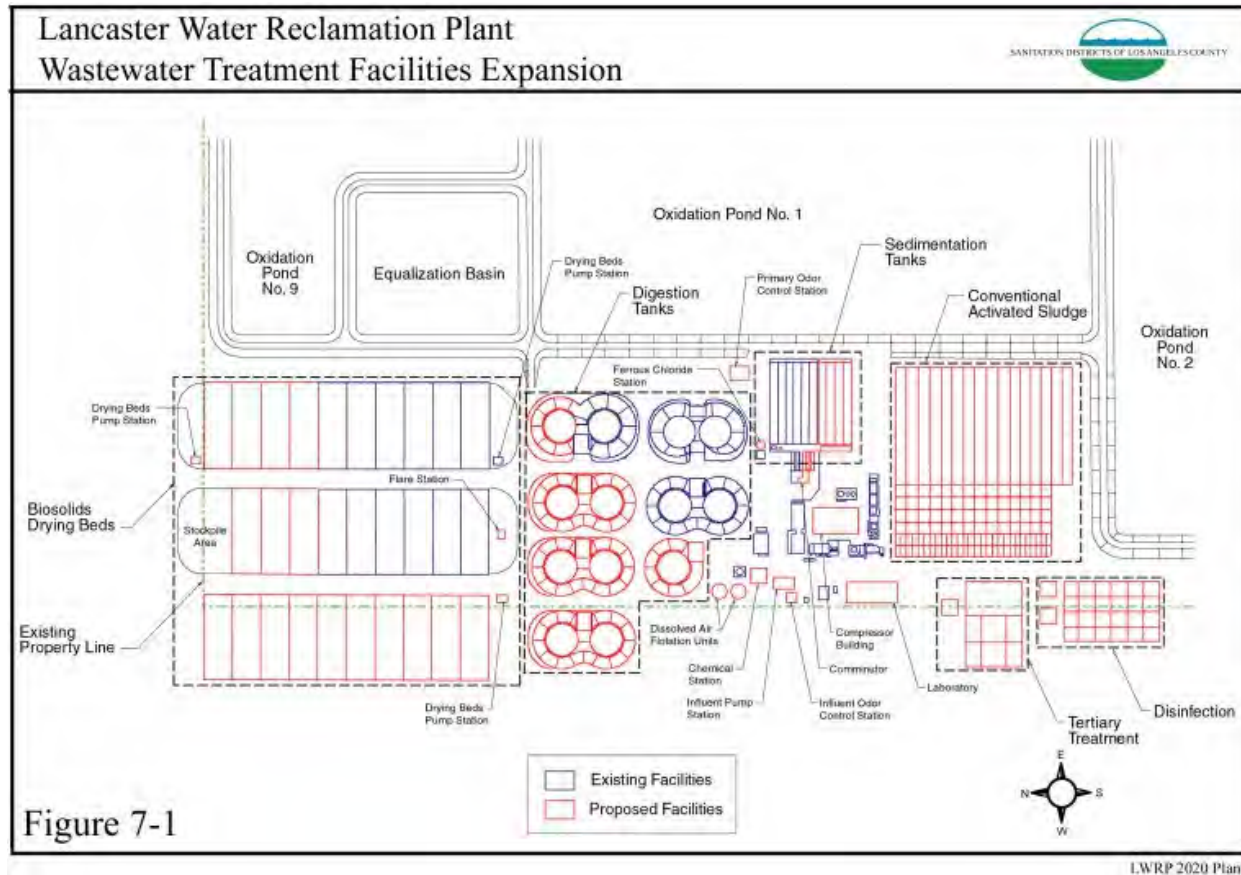 Lancaster Water Reclamation Plant
Wastewater Treatment Facilities Expansion
SANITATION DISTRICTS OF LOS ANGELES COUNTY
Oxidation Pond No. 1
Oxidation
Pond
No. 9
Equalization Basin
Drying Beds
Pump Station
Digestion
Tanks
Primary Odor
Control Station
Sedimentation
Tanks
Conventional
Activated Sludge
Oxidation
Pond
No. 2
Ferrous Chloride
Station
Drying Beds
Pump Station
Flare Station
Biosolids
Drying Beds
Stockpile
Area
Existing
Property Line
Dissolved Air
Flotation Units
Chemical
Station
Influent Pump
Station
Compressor
Building
Comminutor
Influent Odor
Control Station
Laboratory
Drying Beds
Pump Station
Tertiary
Treatment
Disinfection
Existing Facilities
Proposed Facilities
E
N
S
W
Figure 7-1
LWRP 2020 Plan